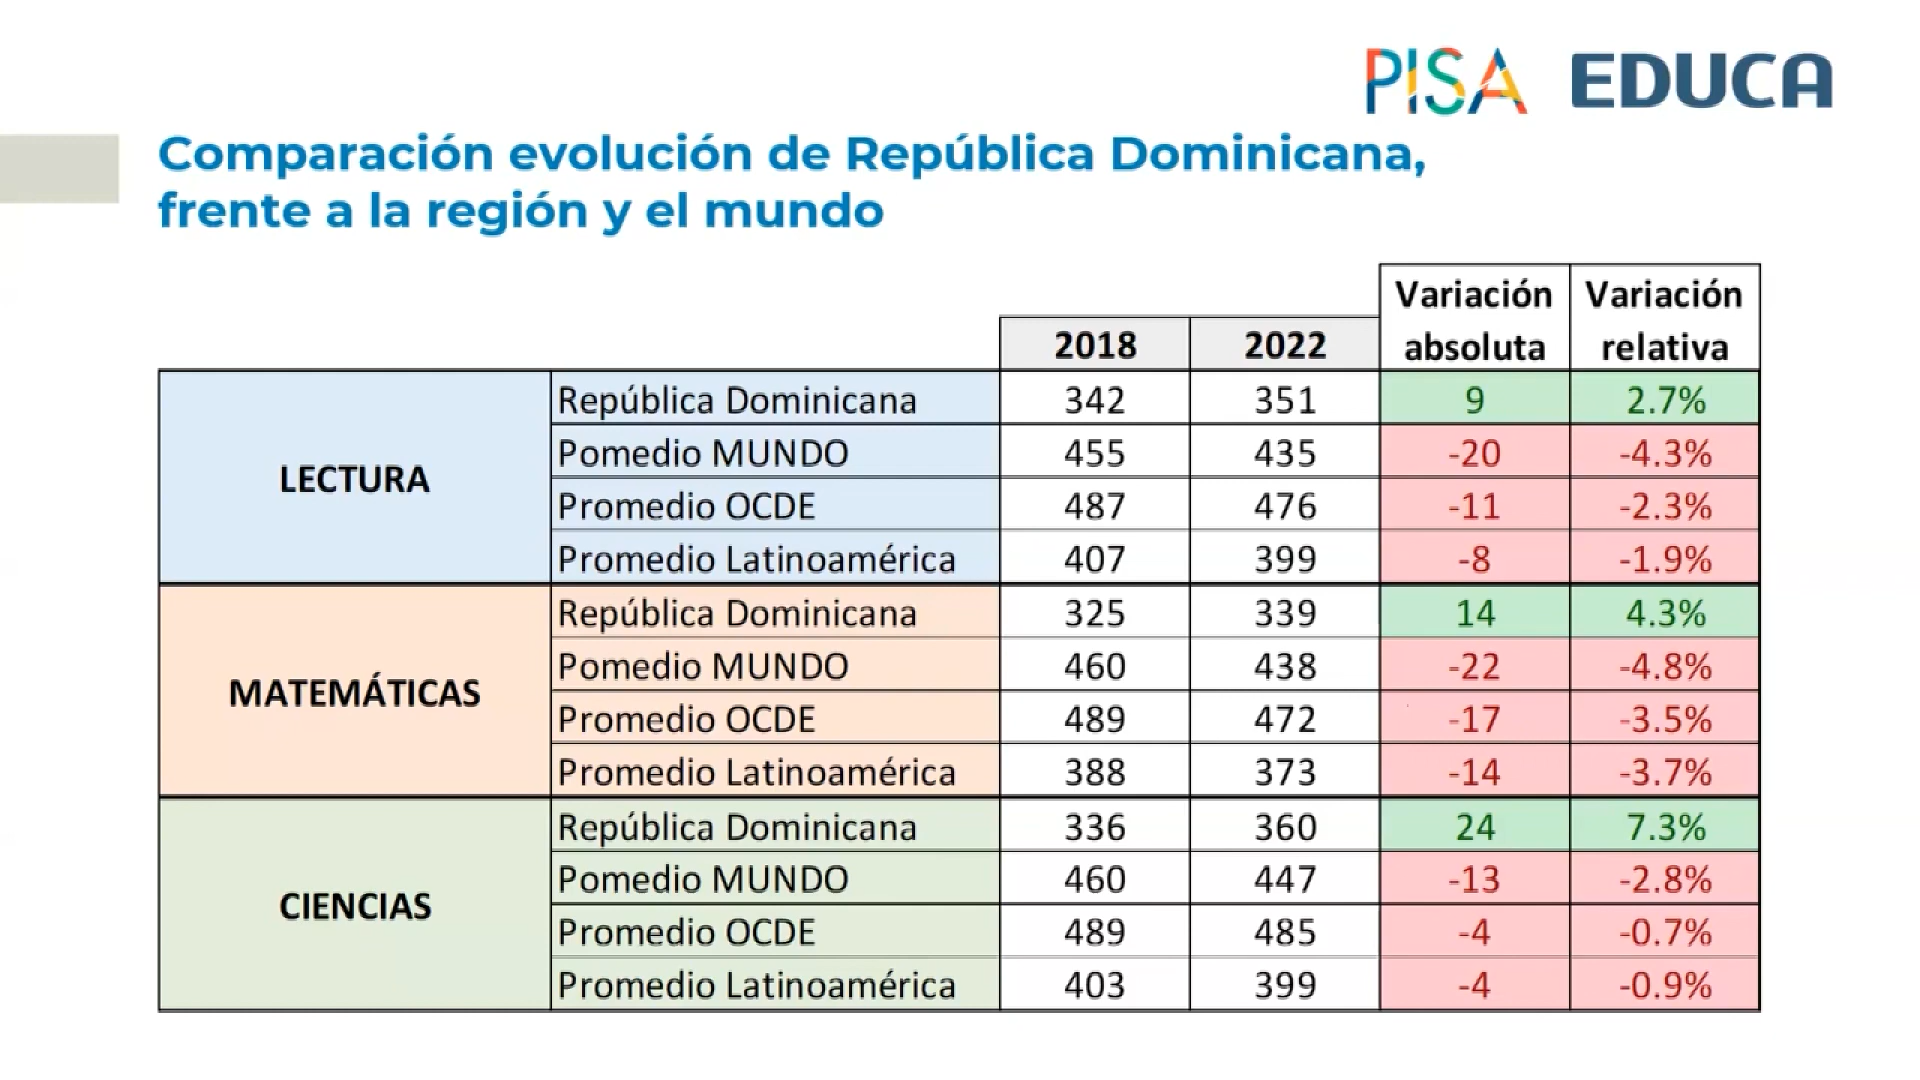 PISA EDUCA
Comparación evolución de República Dominicana,
frente a la región y el mundo
Variación Variación
absoluta relativa
2018 2022
LECTURA
República Dominicana 342 351 9 2.7%
Pomedio MUNDO 455 435 -20 -4.3%
Promedio OCDE 487 476 -11 -2.3%
Promedio Latinoamérica 407 399 -8 -1.9%
MATEMÁTICAS
República Dominicana 325 339 14 4.3%
Pomedio MUNDO 460 438 -22 -4.8%
Promedio OCDE 489 472 -17 -3.5%
Promedio Latinoamérica 388 373 -14 -3.7%
CIENCIAS
República Dominicana 336 360 24 7.3%
Pomedio MUNDO 460 447 -13 -2.8%
Promedio OCDE 489 485 -4 -0.7%
Promedio Latinoamérica 403 399 -4 -0.9%